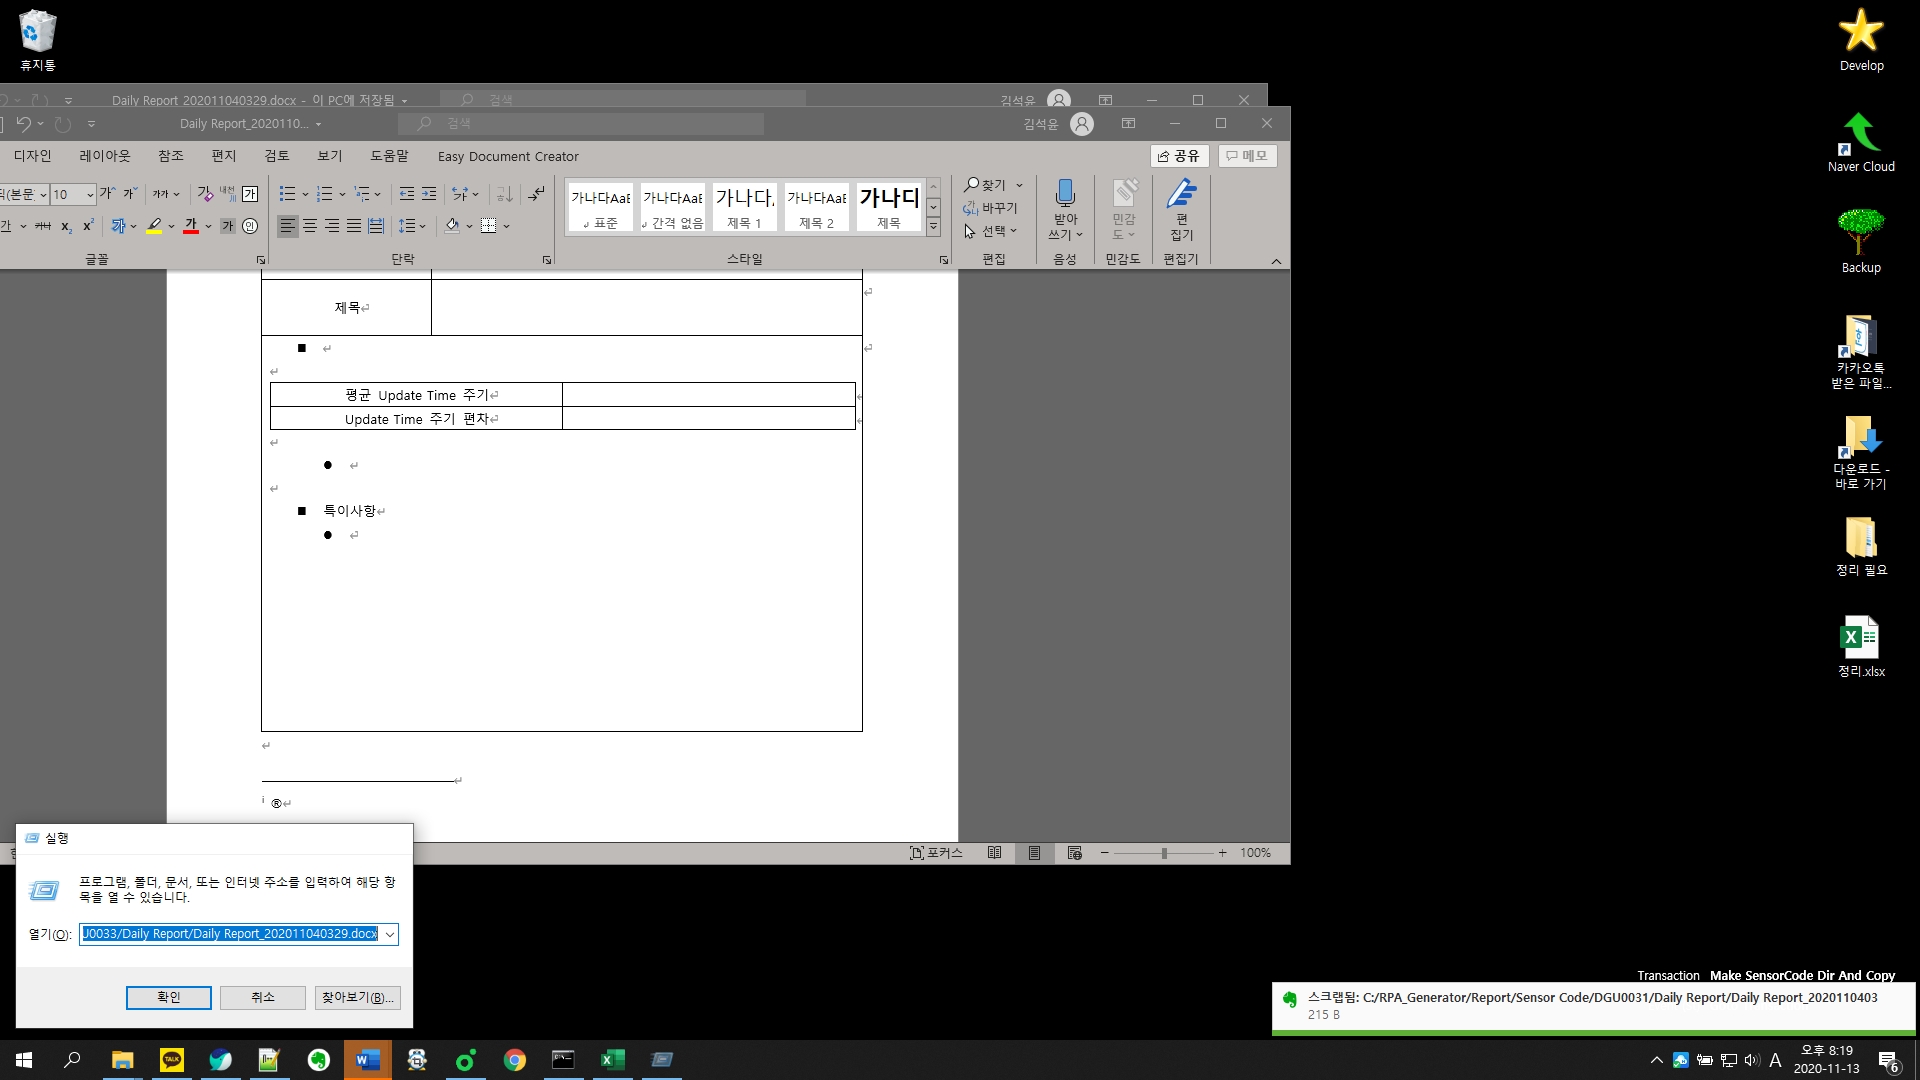 휴지통
Develop
Naver Cloud
Backup
카카오톡
받은 파일...
다운로드 -
바로 가기
정리 필요
정리.xlsx
Daily Report_202011040329.docx - 이 PC에 저장됨
검색
김석윤
Daily Report_2020110...
검색
김석윤
디자인 레이아웃 참조 편지 검토 보기 도움말 Easy Document Creator
공유
메모
10
가나다AaE
표준
가나다AaE
간격 없음
가나다
제목 1
가나다AaE
제목 2
가나다
제목
찾기
바꾸기
선택
받아
쓰기
민감
도
편
집기
글꼴
단락
스타일
편집
음성
민감도
편집기
제목
평균 Update Time 주기
Update Time 주기 편차
특이사항
i ®
포커스
100%
실행
프로그램, 폴더, 문서, 또는 인터넷 주소를 입력하여 해당 항
목을 열 수 있습니다.
열기(O):
J0033/Daily Report/Daily Report_202011040329.docx
확인
취소
찾아보기(B)...
Transaction Make SensorCode Dir And Copy
스크랩됨: C:/RPA_Generator/Report/Sensor Code/DGU0031/Daily Report/Daily Report_2020110403
215 B
TALK
A
오후 8:19
2020-11-13
6